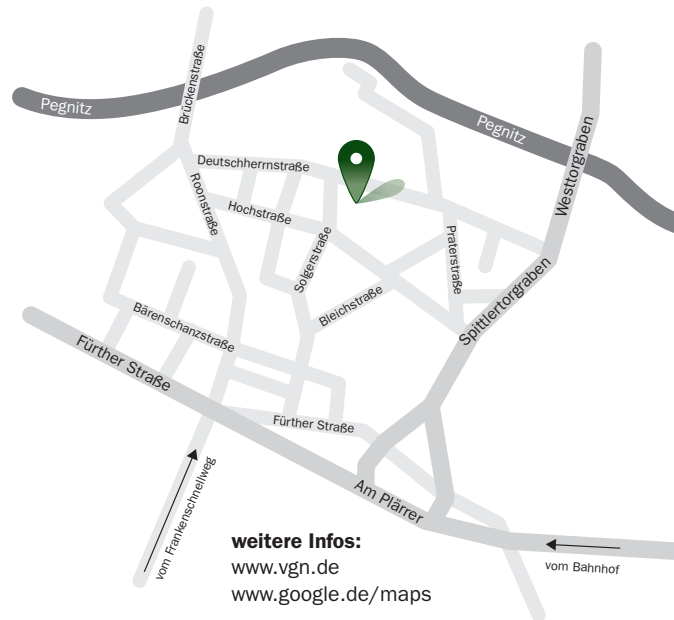 Brückenstraße
Pegnitz
Pegnitz
Westtorgraben
Deutschherrnstraße
Roonstraße
Hochstraße
Solgerstraße
Praterstraße
Spittlertorgraben
Bleichstraße
Bärenschanzstraße
Fürther Straße
Fürther Straße
Am Plärrer
vom Frankenschnellweg
vom Bahnhof
weitere Infos:
www.vgn.de
www.google.de/maps